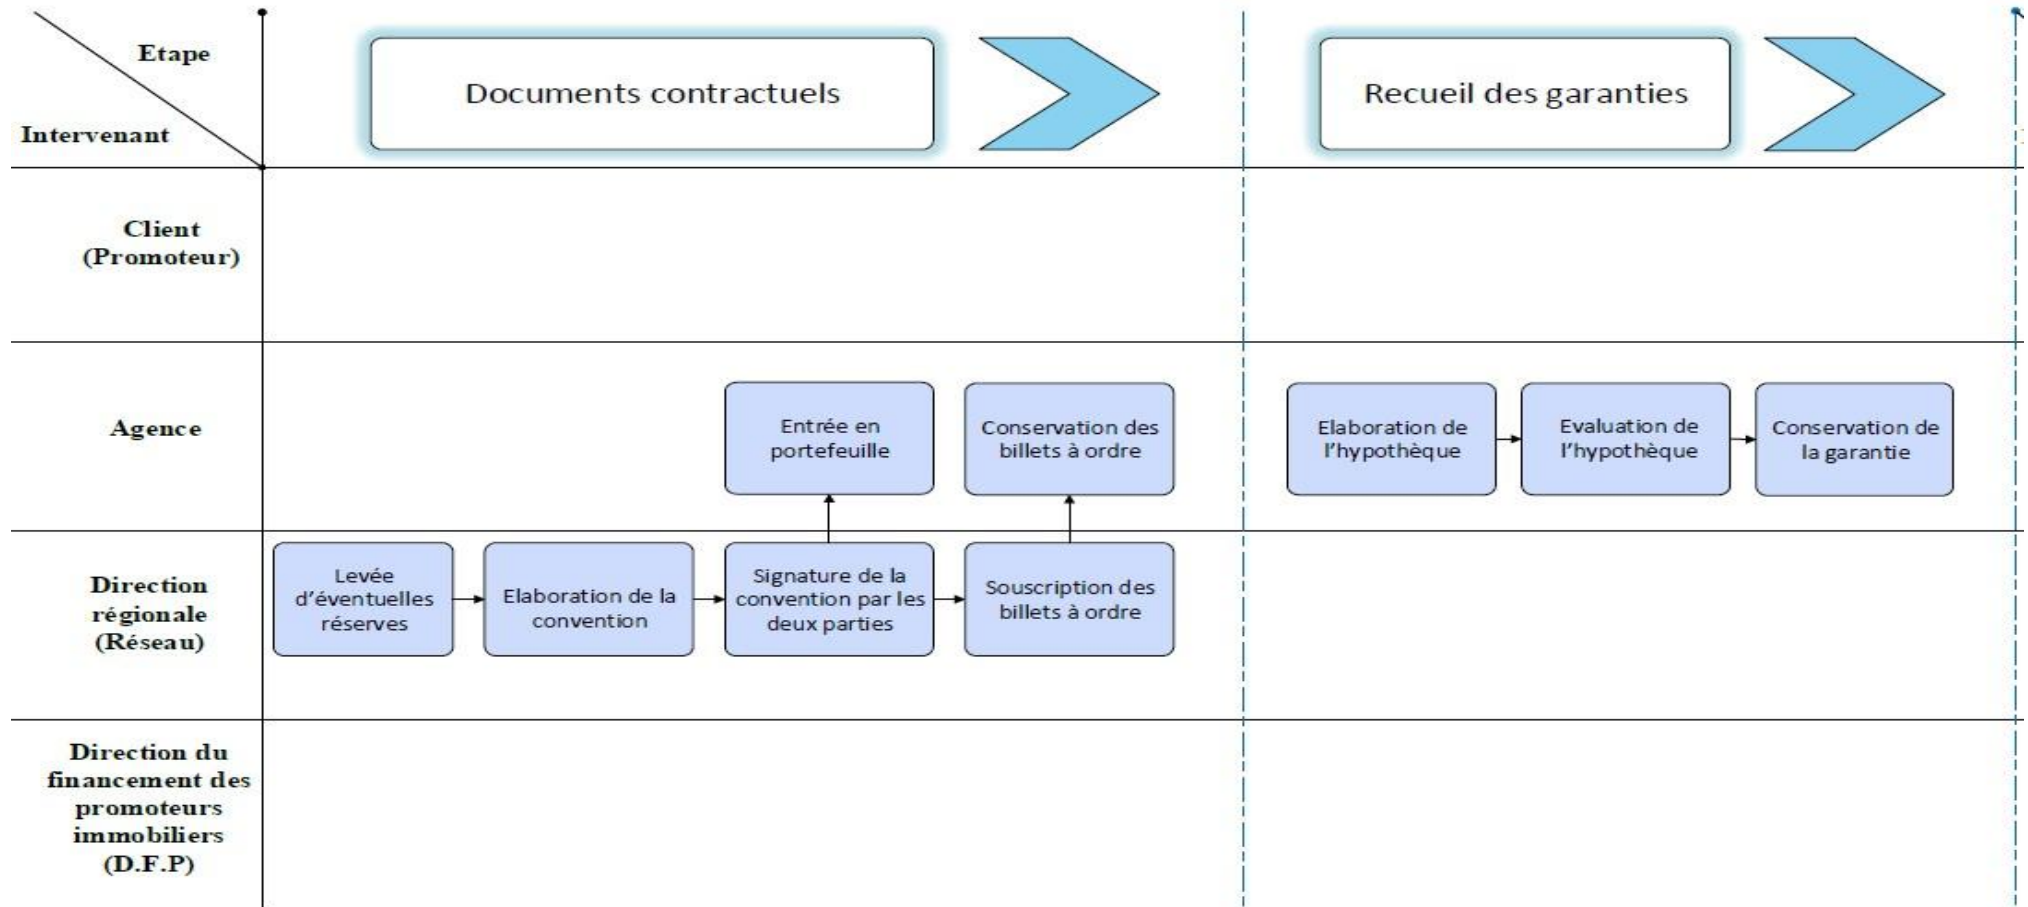 Etape
Intervenant
Documents contractuels
Recueil des garanties
Client
(Promoteur)
Agence
Entrée en
portefeuille
Conservation des
billets à ordre
Elaboration de
l'hypothèque
Evaluation de
l'hypothèque
Conservation de
la garantie
Direction
régionale
(Réseau)
Levée
d'éventuelles
réserves
Elaboration de la
convention
Signature de la
convention par les
deux parties
Souscription des
billets à ordre
Direction du
financement des
promoteurs
immobiliers
(D.F.P)